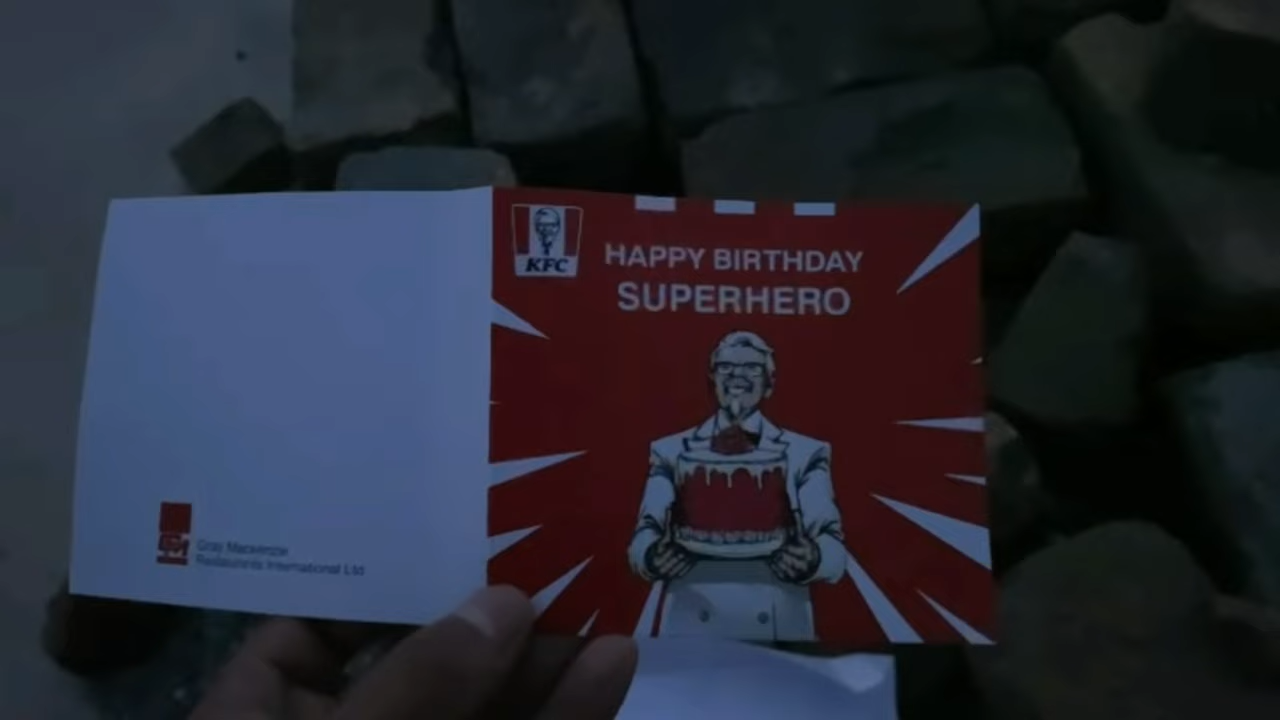 KFC
HAPPY BIRTHDAY
SUPERHERO
Gray Mackenzie
Restaurants International Ltd